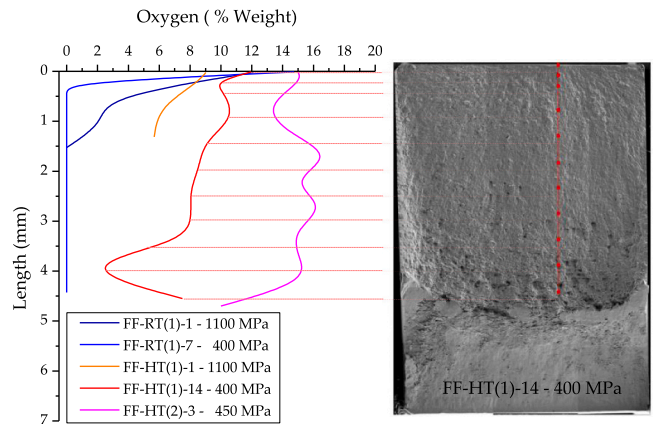 Oxygen ( % Weight)
0 2 4 6 8 10 12 14 16 18 20
Length (mm)
0
1
2
3
4
5
6
7
FF-RT(1)-1 - 1100 MPa
FF-RT(1)-7 - 400 MPa
FF-HT(1)-1 - 1100 MPa
FF-HT(1)-14 - 400 MPa
FF-HT(2)-3 - 450 MPa
FF-HT(1)-14 - 400 MPa